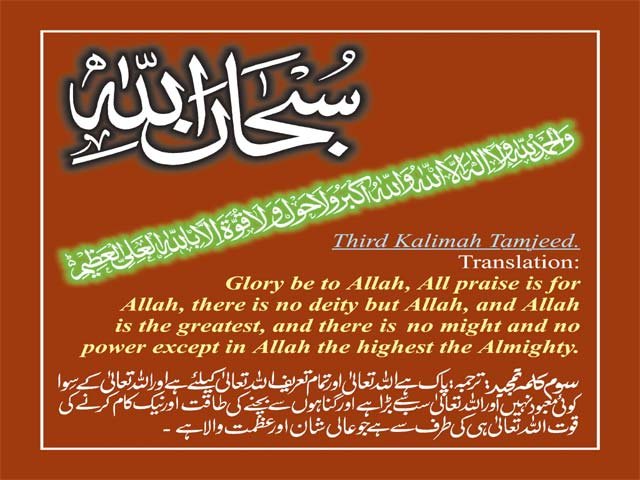 سُبْحَانَ اللّٰهِ
وَالْحَمْدُ لِلّٰهِ وَلَا اِلٰهَ اِلَّا اللّٰهُ وَاللّٰهُ اَكْبَرُ وَلَا حَوْلَ وَلَا قُوَّةَ اِلَّا بِاللّٰهِ الْعَلِيِّ الْعَظِيْمِ
Third Kalimah Tamjeed.
Translation:
Glory be to Allah, All praise is for
Allah, there is no deity but Allah, and Allah
is the greatest, and there is no might and no
power except in Allah the highest the Almighty.
سوم کلمہ تمجید: ترجمہ: پاک ہے اللہ تعالیٰ اور تمام تعریف اللہ تعالیٰ کیلئے ہے اور اللہ تعالیٰ کے سوا
کوئی معبود نہیں اور اللہ تعالیٰ سب سے بڑا ہے اور گناہوں سے بچنے کی طاقت اور نیک کام کرنے کی
قوت اللہ تعالیٰ ہی کی طرف سے ہے جو عالی شان اور عظمت والا ہے ۔